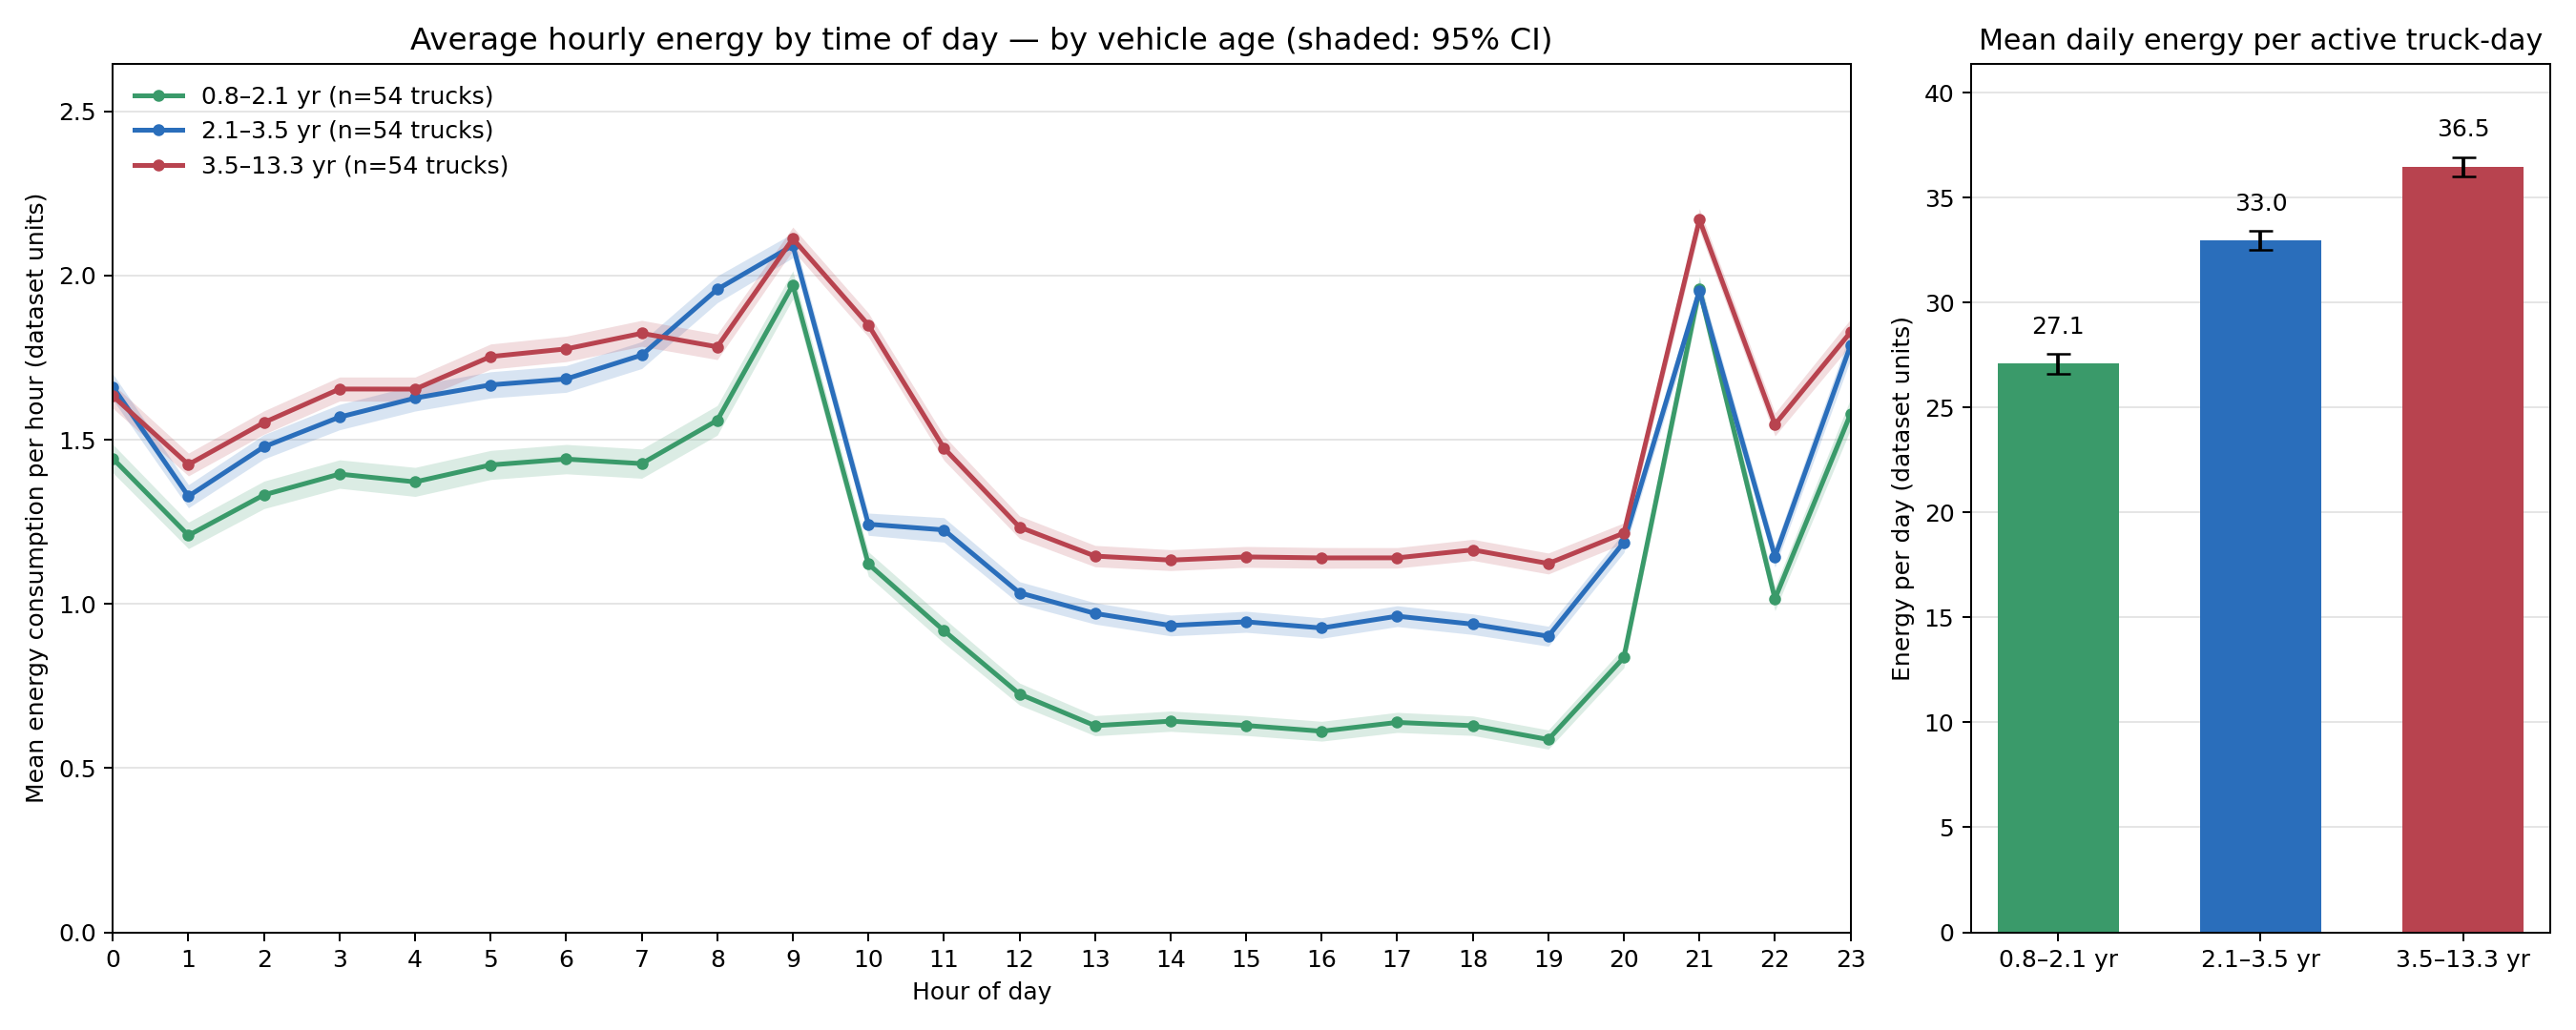 Average hourly energy by time of day — by vehicle age (shaded: 95% CI)
0.8–2.1 yr (n=54 trucks)
2.1–3.5 yr (n=54 trucks)
3.5–13.3 yr (n=54 trucks)
Mean energy consumption per hour (dataset units)
2.5
2.0
1.5
1.0
0.5
0.0
0 1 2 3 4 5 6 7 8 9 10 11 12 13 14 15 16 17 18 19 20 21 22 23
Hour of day
Mean daily energy per active truck-day
Energy per day (dataset units)
40
35
30
25
20
15
10
5
0
27.1
33.0
36.5
0.8–2.1 yr 2.1–3.5 yr 3.5–13.3 yr